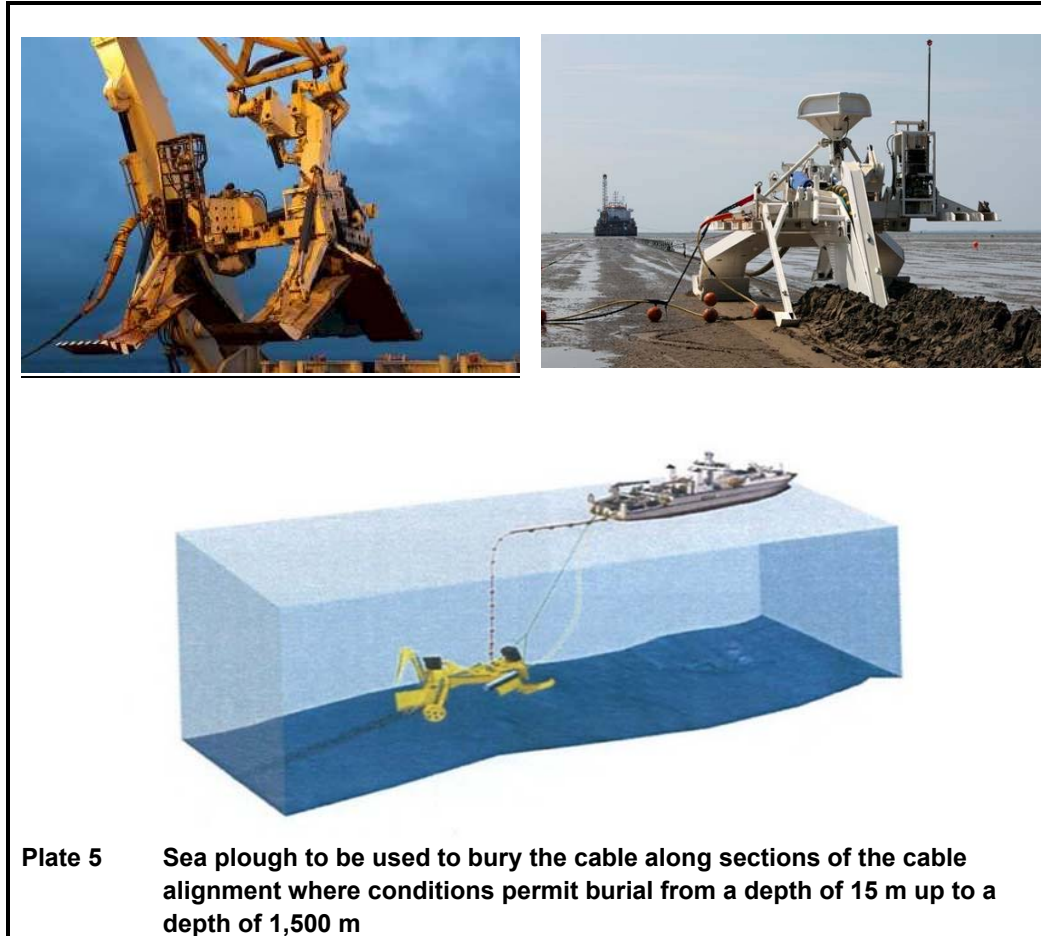 Plate 5 Sea plough to be used to bury the cable along sections of the cable
alignment where conditions permit burial from a depth of 15 m up to a
depth of 1,500 m